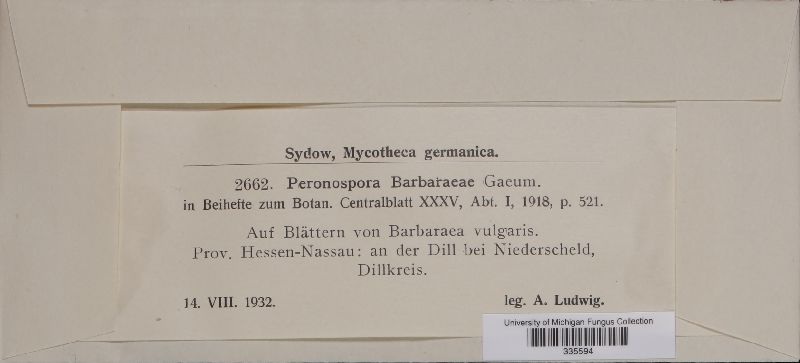 Sydow, Mycotheca germanica.
2662. Peronospora Barbaraeae Gaeum.
in Beihefte zum Botan. Centralblatt XXXV, Abt. I, 1918, p. 521.
Auf Blättern von Barbaraea vulgaris.
Prov. Hessen-Nassau: an der Dill bei Niederscheld,
Dillkreis.
14. VIII. 1932. leg. A. Ludwig.
University of Michigan Fungus Collection
335594